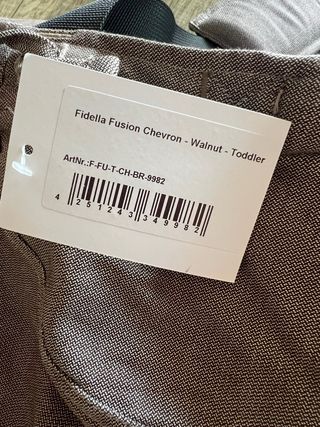 Fidella Fusion Chevron - Walnut - Toddler
ArtNr.:F-FU-T-CH-BR-9982
4 251243 349982